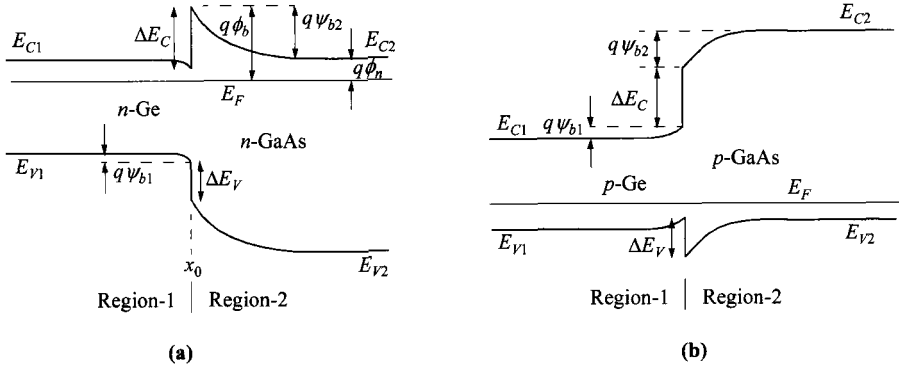 ΔE_C
qϕ_b
qψ_b2
E_C1
E_C2
qϕ_n
E_F
n-Ge
n-GaAs
E_V1
qψ_b1
ΔE_V
E_V2
x_0
Region-1 | Region-2
(a)
E_C2
qψ_b2
ΔE_C
E_C1
qψ_b1
p-GaAs
p-Ge
E_F
E_V1
ΔE_V
E_V2
Region-1 | Region-2
(b)